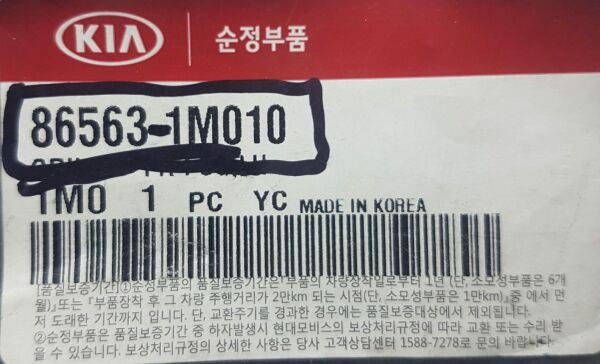 KIA 순정부품
86563-1M010
1M0 1 PC YC MADE IN KOREA
[품질보증기간]①순정부품의 품질보증기간은「부품의 차량장착일로부터 1년 (단, 소모성부품은 6개
월)」또는 「부품장착 후 그 차량 주행거리가 2만km 되는 시점(단, 소모성부품은 1만km)」중 에서 먼
저 도래한 기간까지 입니다. 단, 교환주기를 경과한 경우에는 품질보증대상에서 제외됩니다.
②순정부품은 품질보증기간 중 하자발생시 현대모비스의 보상처리규정에 따라 교환 또는 수리 받
을 수 있습니다. 보상처리규정의 상세한 사항은 당사 고객상담센터 1588-7278로 문의 바랍니다.